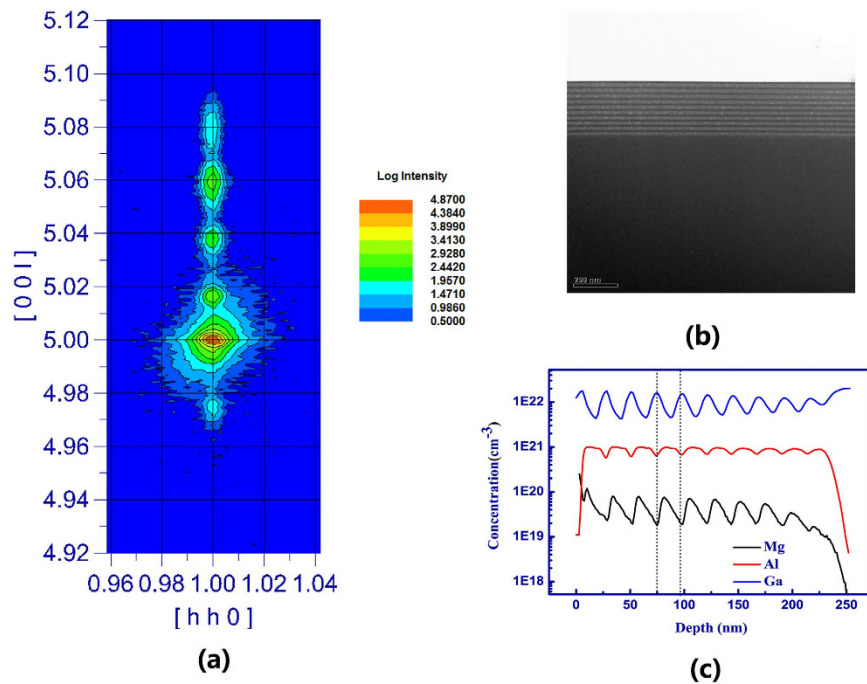 5.12
5.10
5.08
5.06
5.04
5.02
5.00
4.98
4.96
4.94
4.92
[ 0 0 l ]
0.96 0.98 1.00 1.02 1.04
[ h h 0 ]
(a)
Log Intensity
4.8700
4.3840
3.8990
3.4130
2.9280
2.4420
1.9570
1.4710
0.9860
0.5000
200 nm
(b)
1E22
1E21
1E20
1E19
1E18
Concentration(cm⁻³)
Mg
Al
Ga
0 50 100 150 200 250
Depth (nm)
(c)